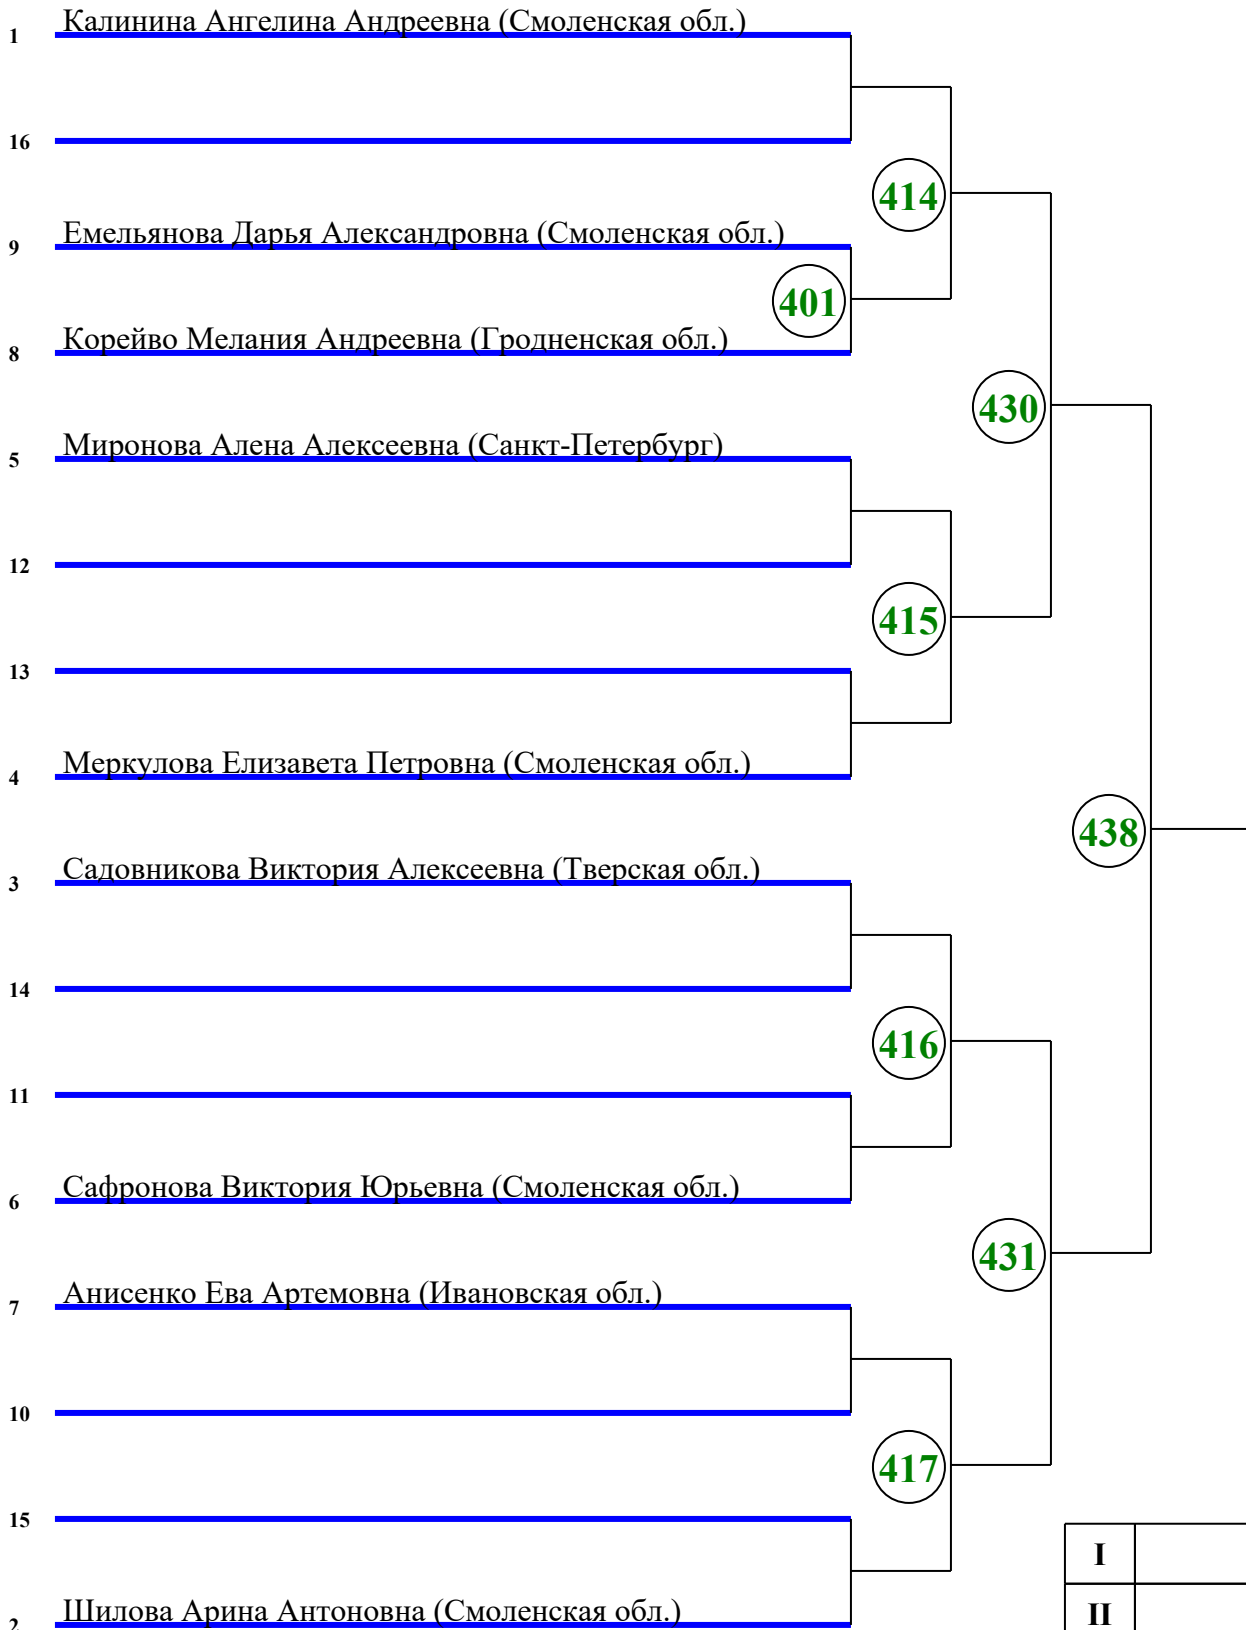 1 Калинина Ангелина Андреевна (Смоленская обл.)
16
414
9 Емельянова Дарья Александровна (Смоленская обл.)
401
8 Корейво Мелания Андреевна (Гродненская обл.)
430
5 Миронова Алена Алексеевна (Санкт-Петербург)
12
415
13
4 Меркулова Елизавета Петровна (Смоленская обл.)
438
3 Садовникова Виктория Алексеевна (Тверская обл.)
14
416
11
6 Сафронова Виктория Юрьевна (Смоленская обл.)
431
7 Анисенко Ева Артемовна (Ивановская обл.)
10
417
15
I
2 Шилова Арина Антоновна (Смоленская обл.)
II